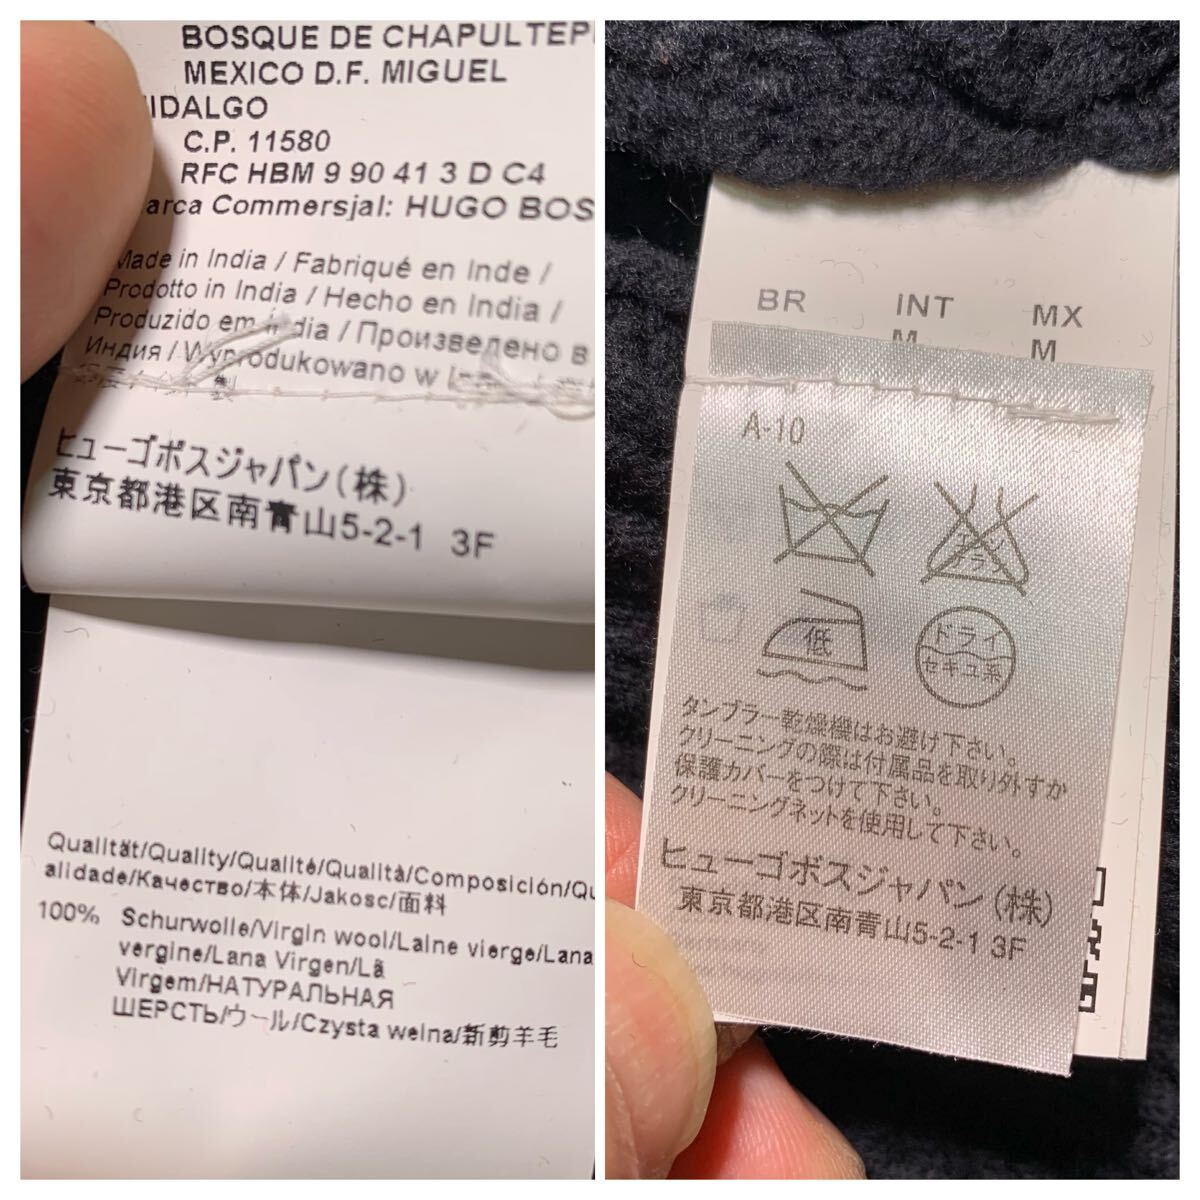 BOSQUE DE CHAPULTEP
MEXICO D.F. MIGUEL
IDALGO
C.P. 11580
RFC HBM 9 90 41 3 D C4
arca Commersjal: HUGO BOS
Made in India / Fabriqué en Inde /
Prodotto in India / Hecho en India /
Produzido em India / Произведено в
Индия / Wyprodukowano w
製
ヒューゴボスジャパン(株)
東京都港区南青山5-2-1 3F
Qualität/Quality/Qualité/Qualità/Composición/Qu
alidade/Качество/本体/Jakosc/面料
100% Schurwolle/Virgin wool/Laine vierge/Lana
vergine/Lana Virgen/Lã
Virgem/НАТУРАЛЬНАЯ
ШЕРСТЬ/ウール/Czysta welna/新剪羊毛
BR INT MX
M M
A-10
エンソ
サラシ
低
ドライ
セキユ系
タンブラー乾燥機はお避け下さい。
クリーニングの際は付属品を取り外すか
保護カバーをつけて下さい。
クリーニングネットを使用して下さい。
ヒューゴボスジャパン(株)
東京都港区南青山5-2-1 3F